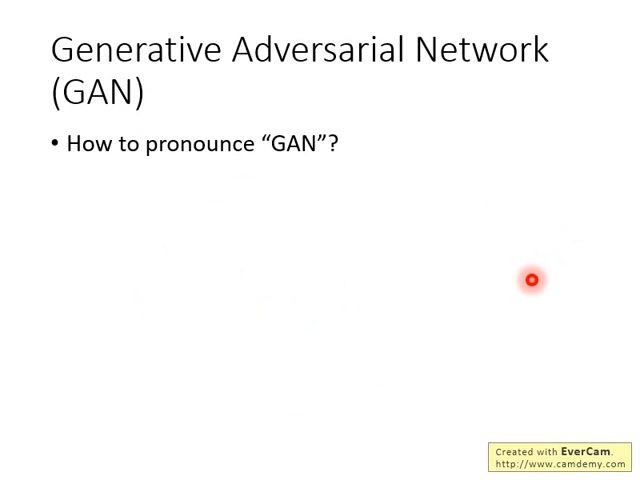 Generative Adversarial Network
(GAN)
• How to pronounce “GAN”?
Created with EverCam.
http://www.camdemy.com